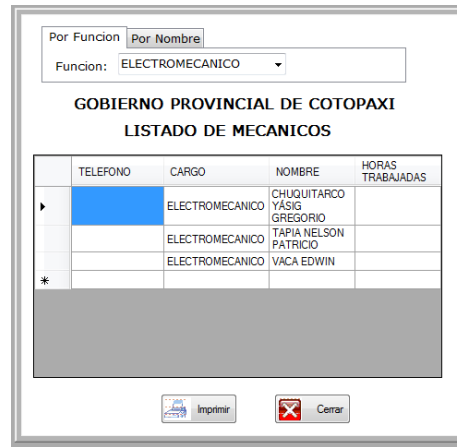 Por Funcion Por Nombre
Funcion: ELECTROMECANICO
GOBIERNO PROVINCIAL DE COTOPAXI
LISTADO DE MECANICOS
TELEFONO CARGO NOMBRE HORAS TRABAJADAS
ELECTROMECANICO CHUQUITARCO YÁSIG GREGORIO
ELECTROMECANICO TAPIA NELSON PATRICIO
ELECTROMECANICO VACA EDWIN
Imprimir Cerrar